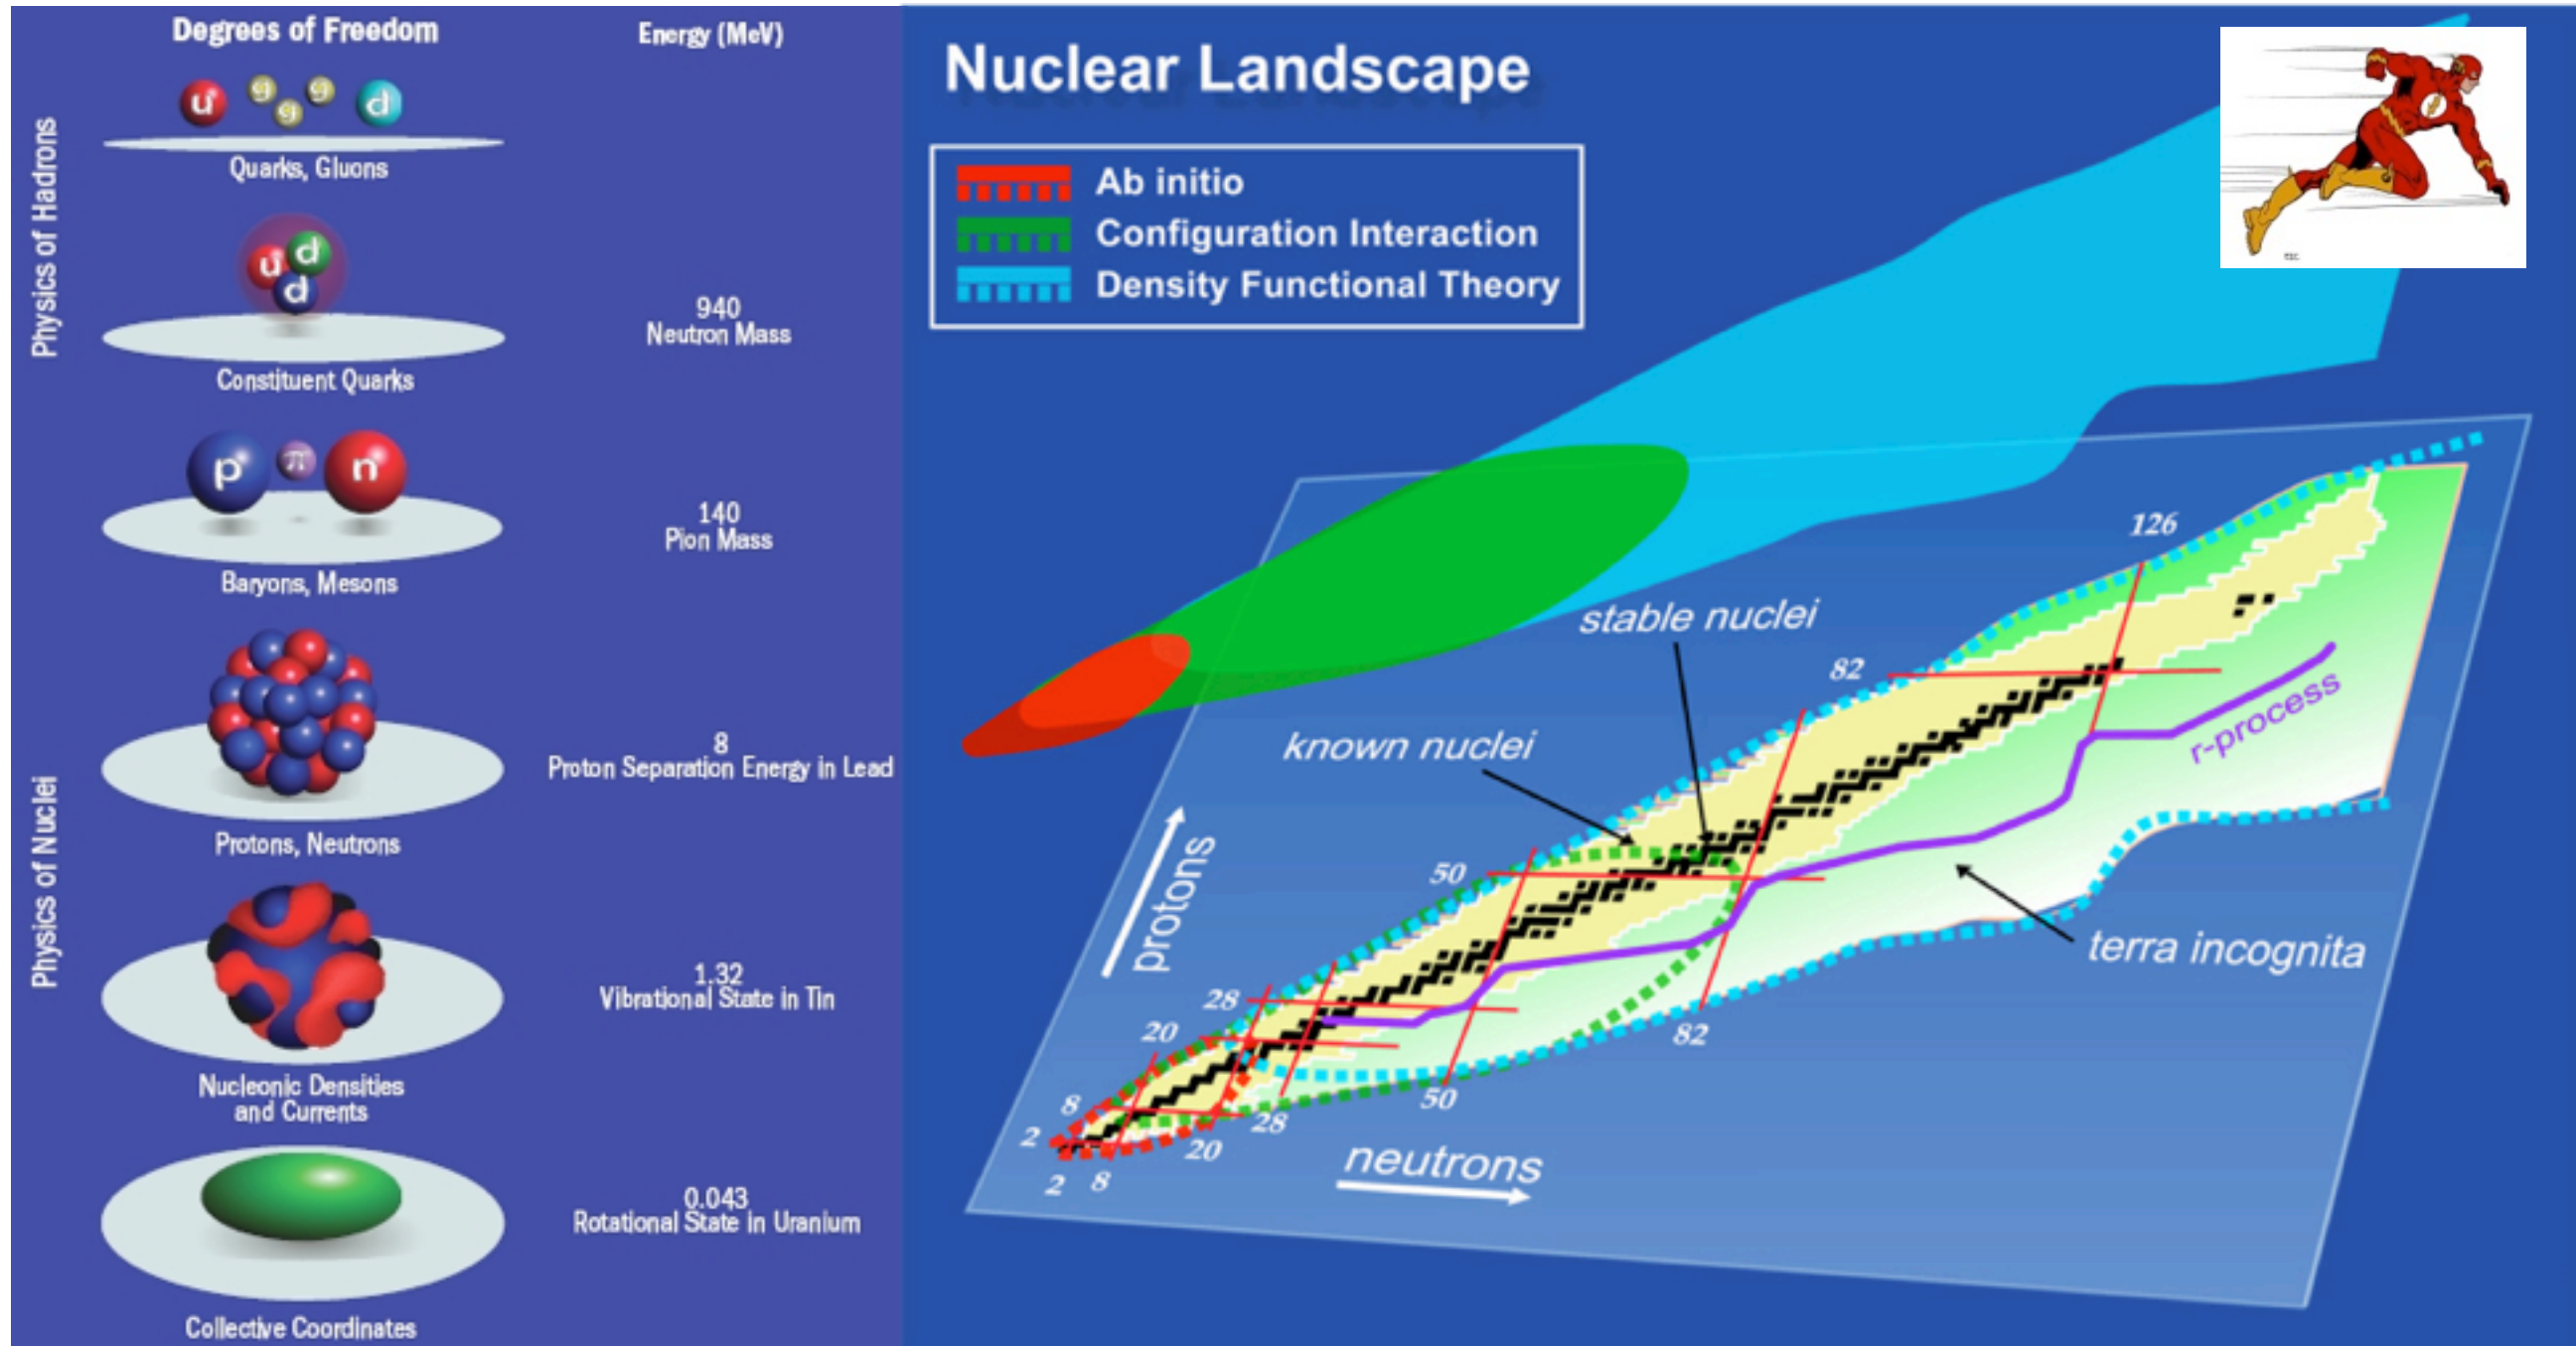 Degrees of Freedom
Energy (MeV)
Physics of Hadrons
u g g g d
Quarks, Gluons
u d d
Constituent Quarks
940
Neutron Mass
p π n
Baryons, Mesons
140
Pion Mass
Physics of Nuclei
Protons, Neutrons
8
Proton Separation Energy in Lead
Nucleonic Densities
and Currents
1.32
Vibrational State in Tin
Collective Coordinates
0.043
Rotational State in Uranium
Nuclear Landscape
Ab initio
Configuration Interaction
Density Functional Theory
126
stable nuclei
82
known nuclei
r-process
protons
50
terra incognita
28
20
82
8
50
2
28
20
neutrons
2
8